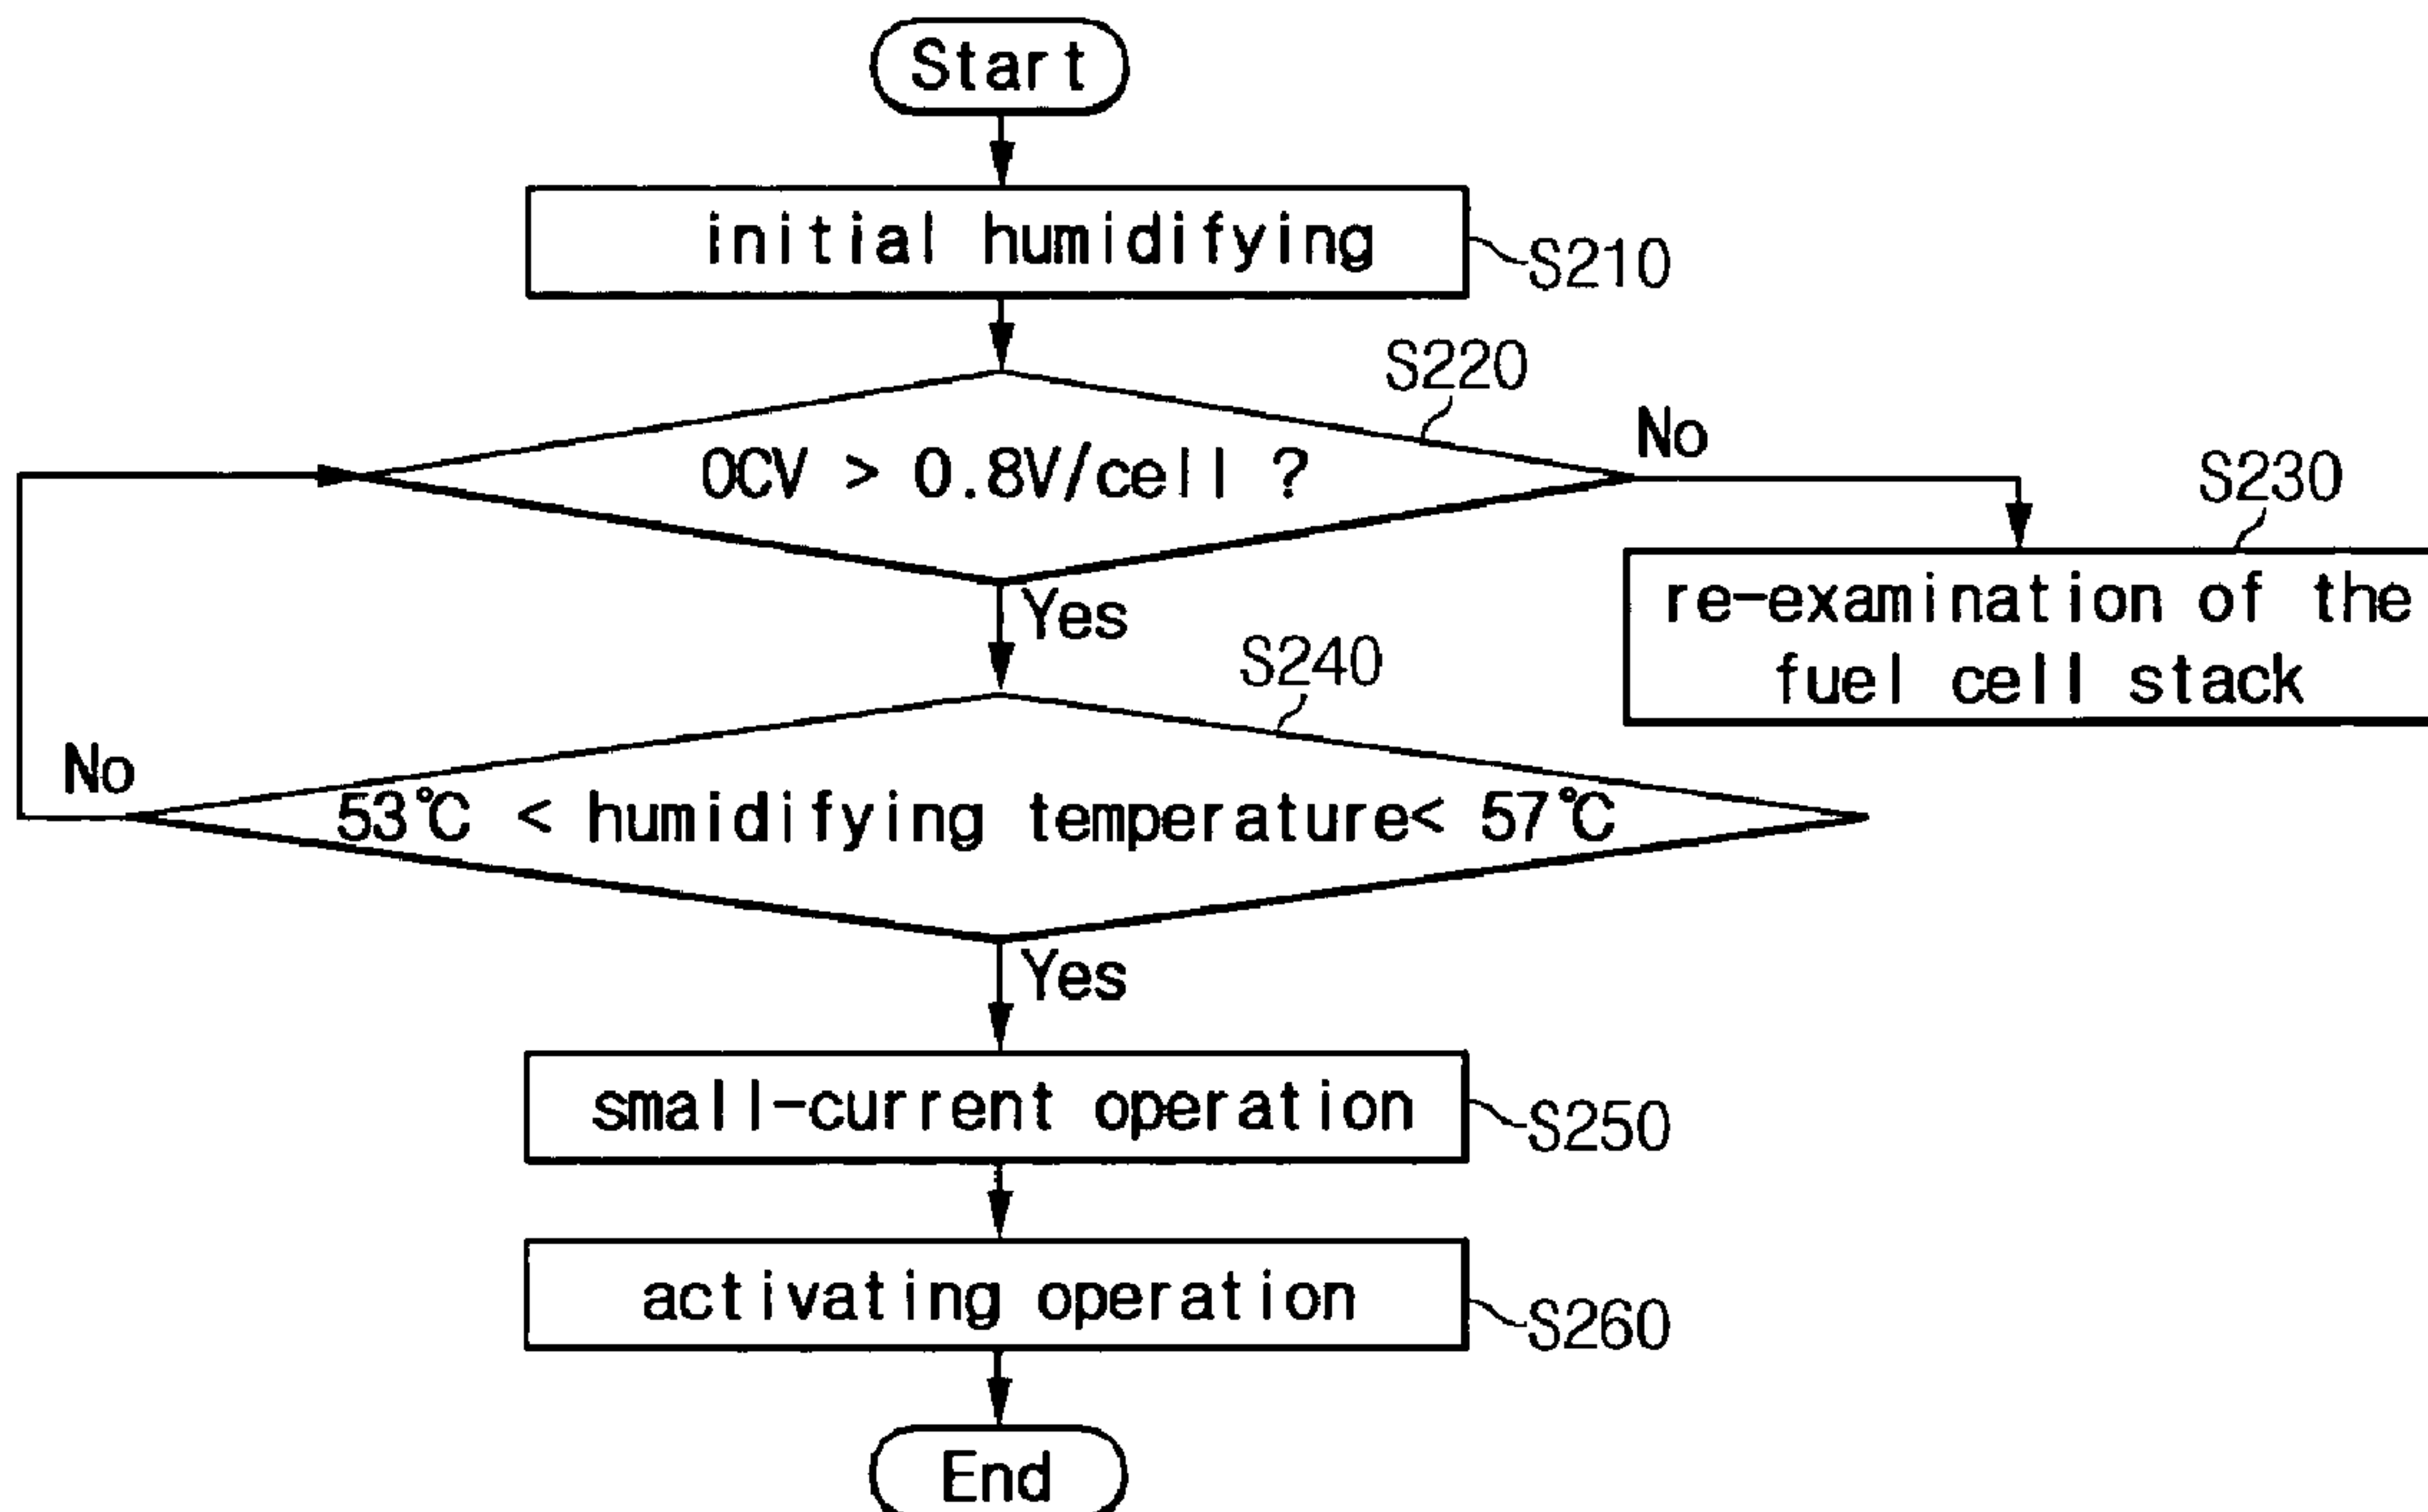 Start
initial humidifying
S210
S220
OCV > 0.8V/cell ?
No
S230
re-examination of the
fuel cell stack
Yes
S240
No
53℃ < humidifying temperature< 57℃
Yes
small-current operation
S250
activating operation
S260
End